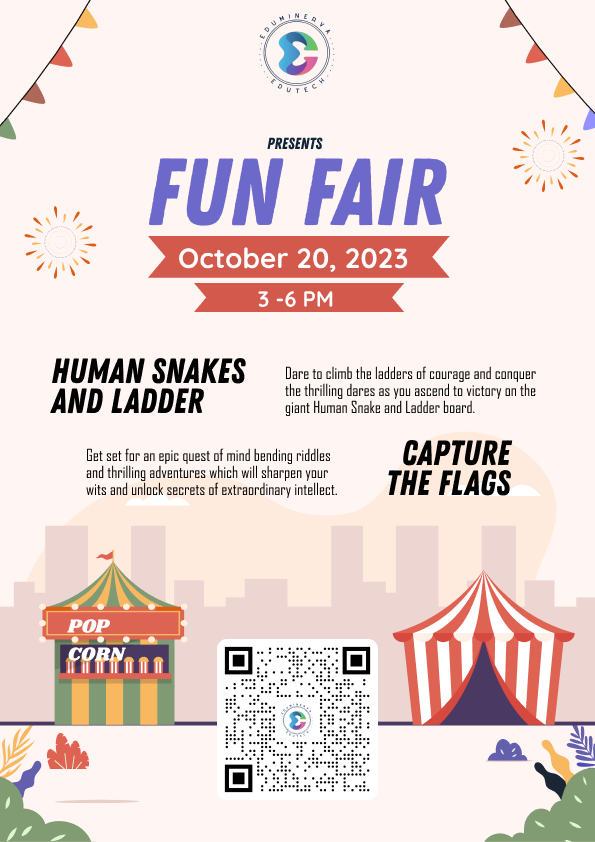 EDUMINERVA
EDUTECH
PRESENTS
FUN FAIR
October 20, 2023
3 -6 PM
HUMAN SNAKES
AND LADDER
Dare to climb the ladders of courage and conquer
the thrilling dares as you ascend to victory on the
giant Human Snake and Ladder board.
Get set for an epic quest of mind bending riddles
and thrilling adventures which will sharpen your
wits and unlock secrets of extraordinary intellect.
CAPTURE
THE FLAGS
POP
CORN
EDUMINERVA
EDUTECH